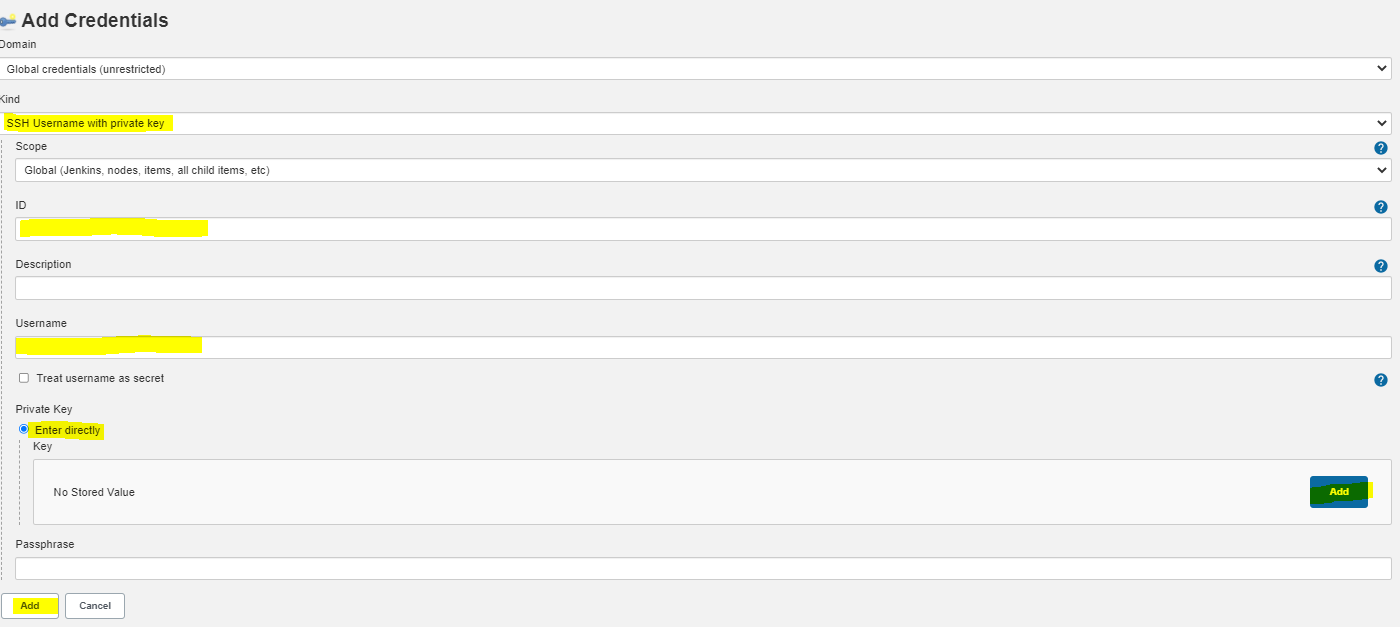 Add Credentials
Domain
Global credentials (unrestricted)
Kind
SSH Username with private key
Scope
?
Global (Jenkins, nodes, items, all child items, etc)
ID
?
Description
?
Username
Treat username as secret
?
Private Key
Enter directly
Key
No Stored Value
Add
Passphrase
Add
Cancel